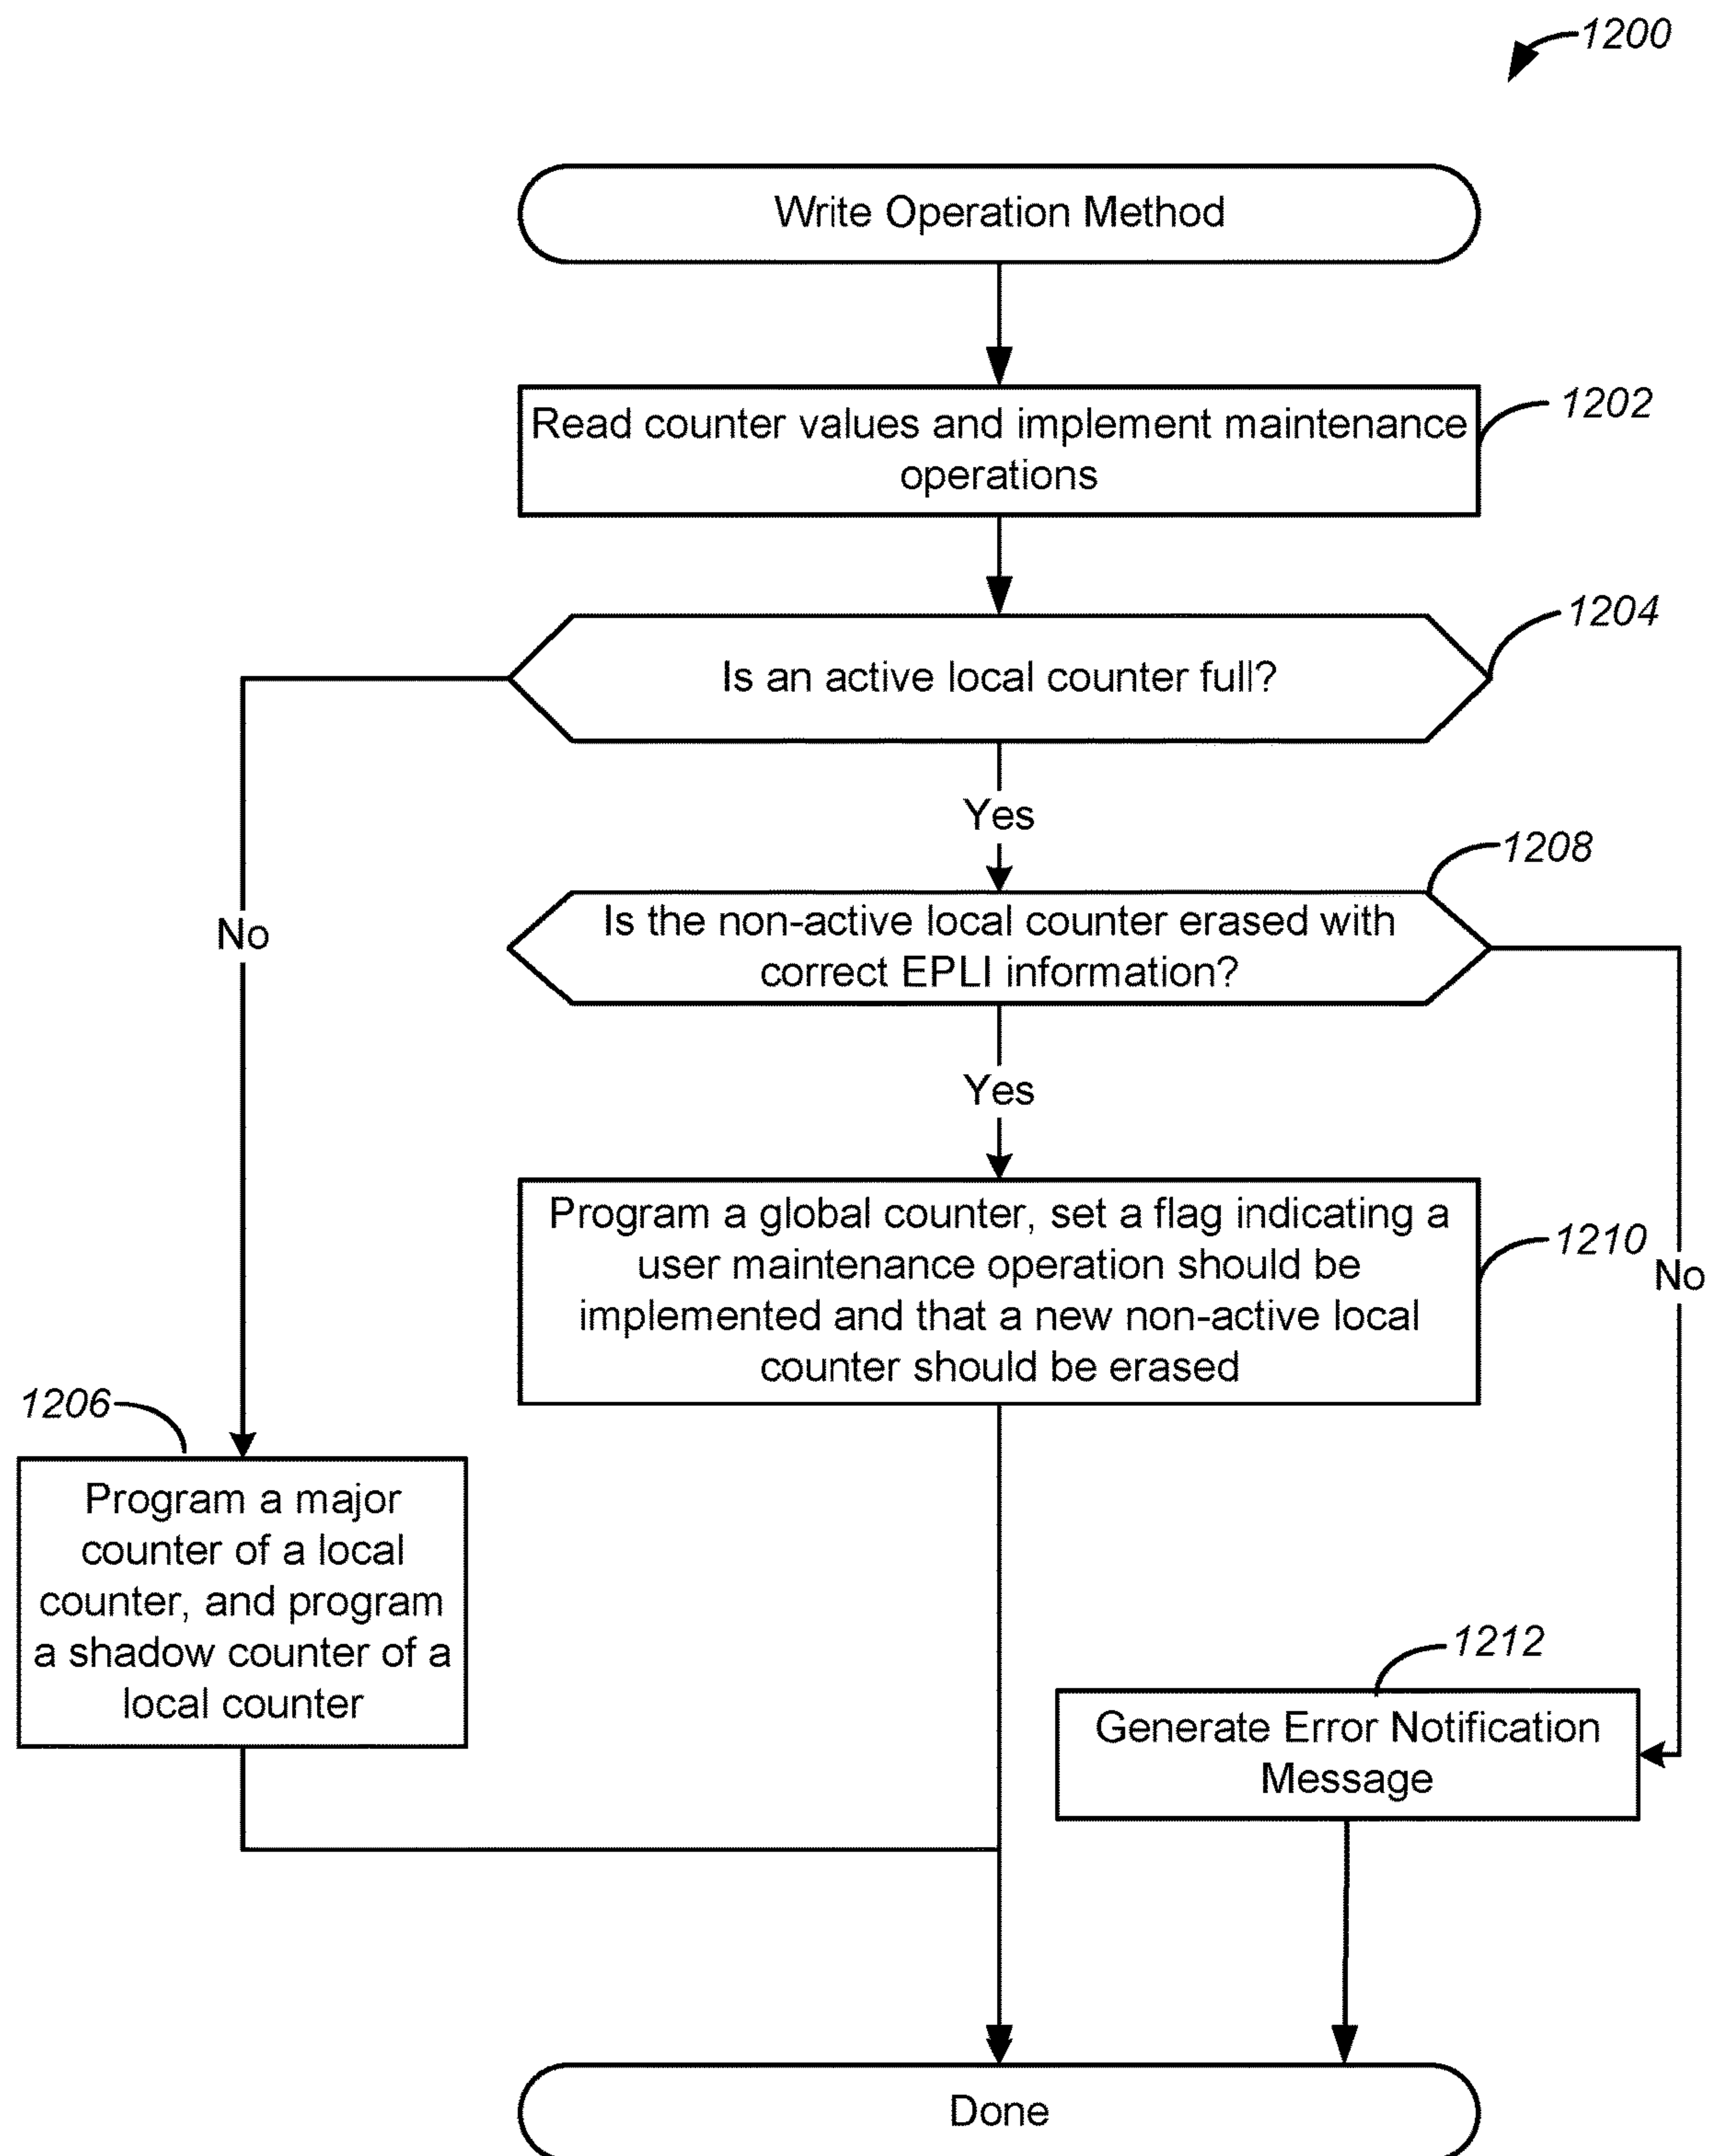 1200
Write Operation Method
Read counter values and implement maintenance
operations
1202
Is an active local counter full?
1204
Yes
No
Is the non-active local counter erased with
correct EPLI information?
1208
Yes
No
Program a global counter, set a flag indicating a
user maintenance operation should be
implemented and that a new non-active local
counter should be erased
1210
1206
Program a major
counter of a local
counter, and program
a shadow counter of a
local counter
1212
Generate Error Notification
Message
Done